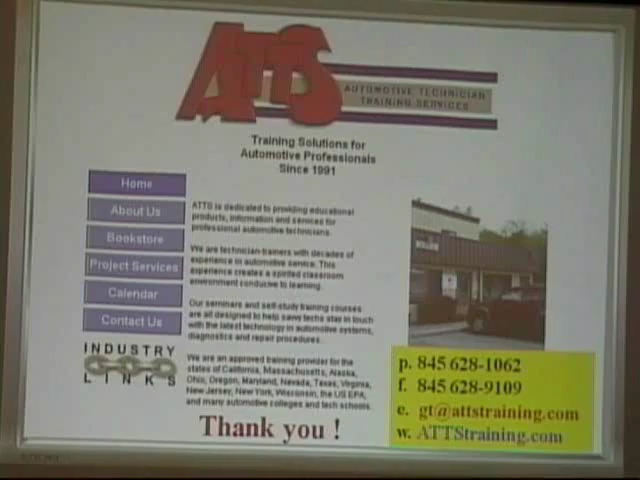 ATTS
AUTOMOTIVE TECHNICIAN
TRAINING SERVICES
Training Solutions for
Automotive Professionals
Since 1991
Home
About Us
Bookstore
Project Services
Calendar
Contact Us
INDUSTRY
LINKS
ATTS is dedicated to providing educational
products, information and services for
professional automotive technicians.
We are technician-trainers with decades of
experience in automotive service. This
experience creates a spirited classroom
environment conducive to learning.
Our seminars and self-study training courses
are all designed to help savvy techs stay in touch
with the latest technology in automotive systems,
diagnostics and repair procedures.
We are an approved training provider for the
states of California, Massachusetts, Alaska,
Ohio, Oregon, Maryland, Nevada, Texas, Virginia,
New Jersey, New York, Wisconsin, the US EPA,
and many automotive colleges and tech schools.
Thank you !
p. 845 628-1062
f. 845 628-9109
e. gt@attstraining.com
w. ATTStraining.com